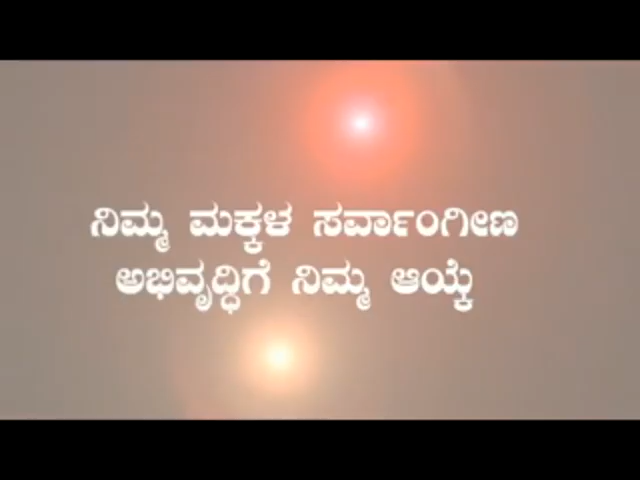 ನಿಮ್ಮ ಮಕ್ಕಳ ಸರ್ವಾಂಗೀಣ
ಅಭಿವೃದ್ಧಿಗೆ ನಿಮ್ಮ ಆಯ್ಕೆ